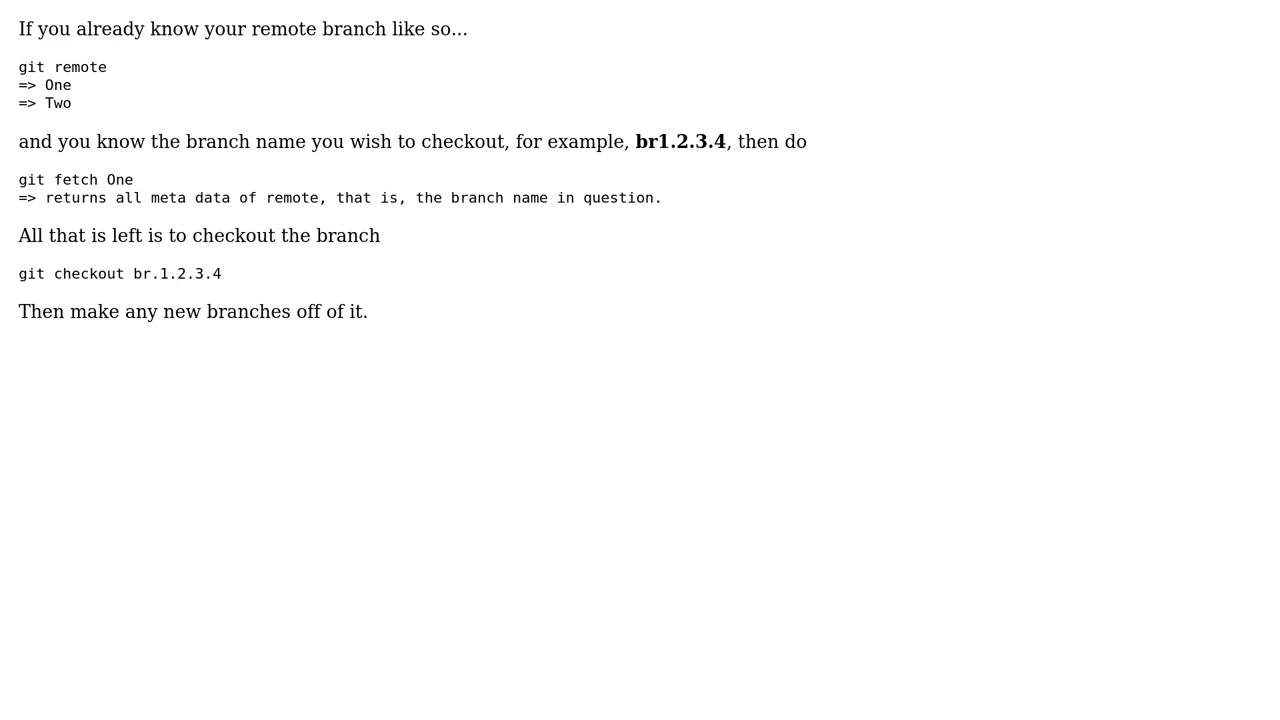 If you already know your remote branch like so...
git remote
=> One
=> Two
and you know the branch name you wish to checkout, for example, br1.2.3.4, then do
git fetch One
=> returns all meta data of remote, that is, the branch name in question.
All that is left is to checkout the branch
git checkout br.1.2.3.4
Then make any new branches off of it.